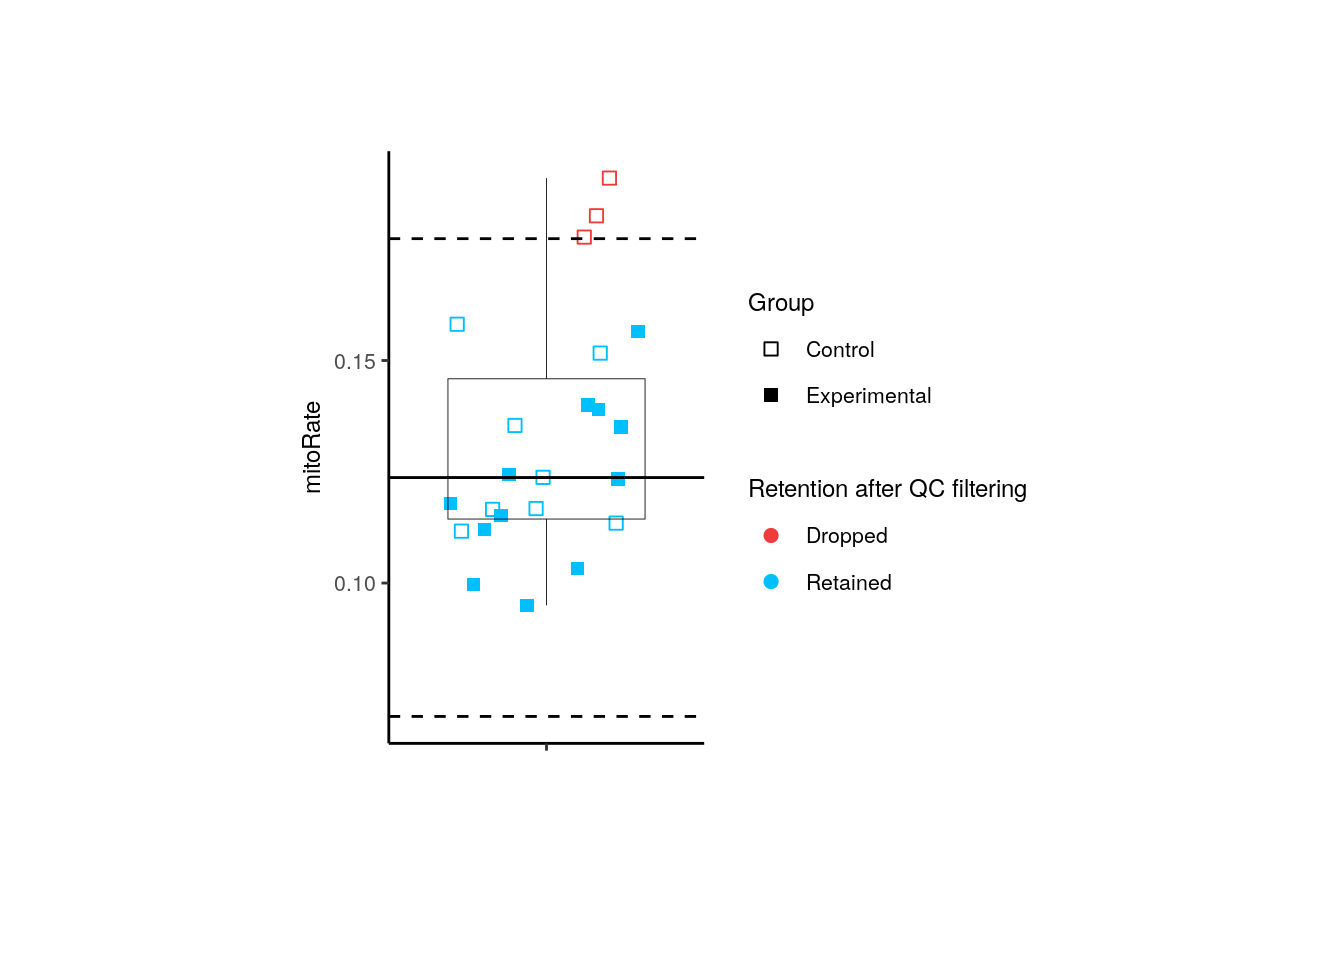 mitoRate
0.15
0.10
Group
Control
Experimental
Retention after QC filtering
Dropped
Retained